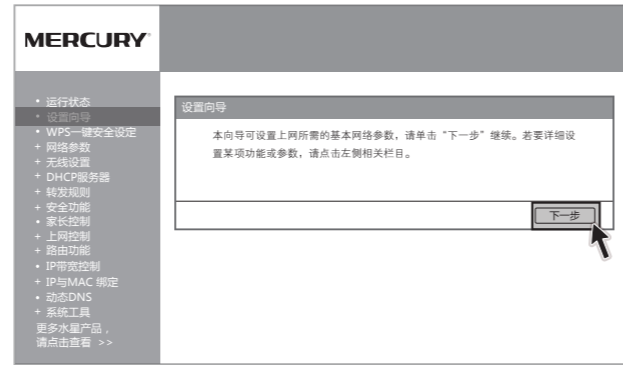 MERCURY
• 运行状态
• 设置向导
• WPS一键安全设定
+ 网络参数
+ 无线设置
+ DHCP服务器
+ 转发规则
+ 安全功能
• 家长控制
+ 上网控制
+ 路由功能
• IP带宽控制
+ IP与MAC 绑定
• 动态DNS
+ 系统工具
更多水星产品，
请点击查看 >>
设置向导
本向导可设置上网所需的基本网络参数，请单击“下一步”继续。若要详细设
置某项功能或参数，请点击左侧相关栏目。
下一步